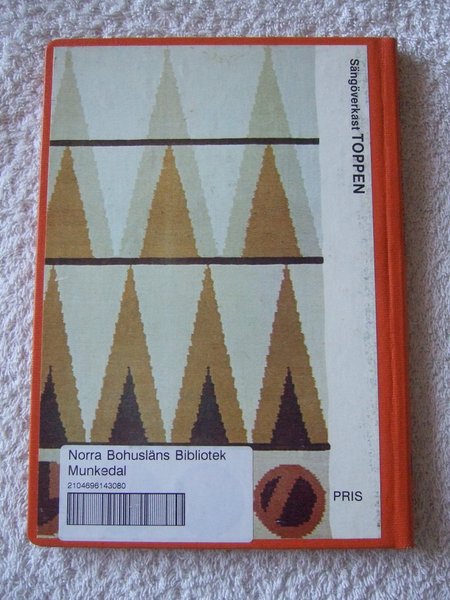 Sängöverkast TOPPEN
Norra Bohusläns Bibliotek
Munkedal
2104696143080
PRIS